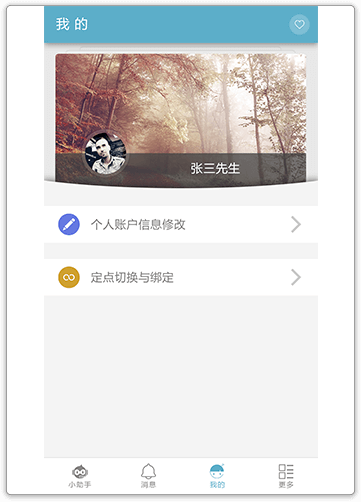 我的
张三先生
个人账户信息修改
定点切换与绑定
小助手
消息
我的
更多